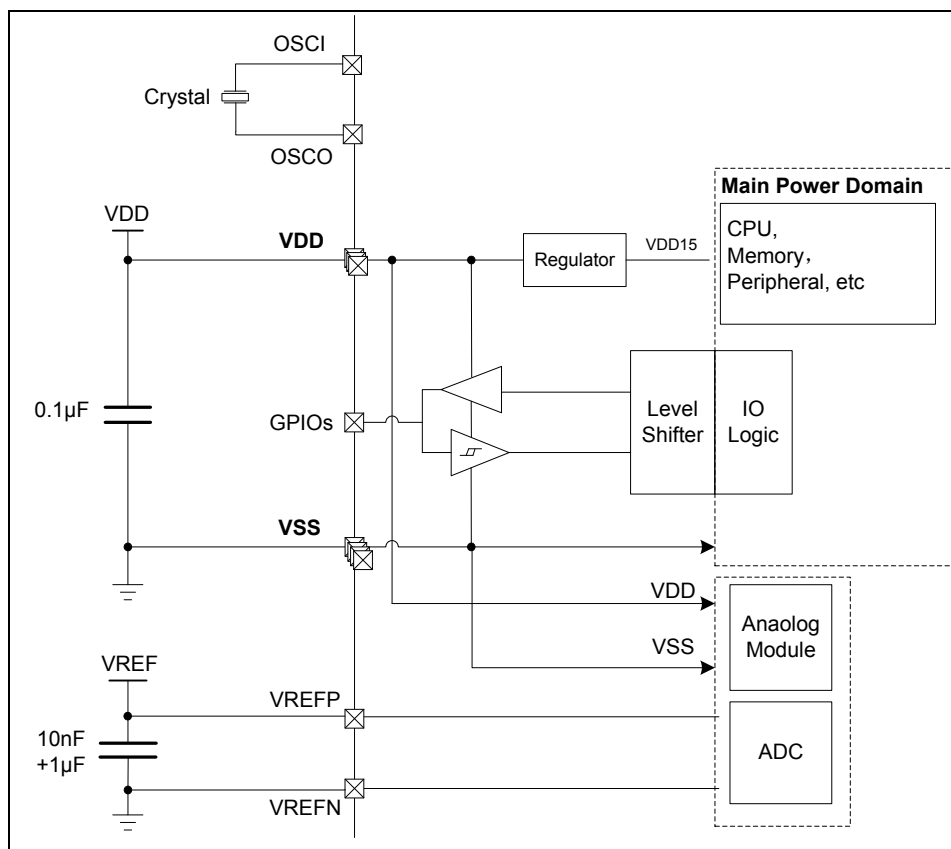 OSCI
Crystal
OSCO
Main Power Domain
VDD
VDD
Regulator
VDD15
CPU,
Memory，
Peripheral, etc
0.1µF
GPIOs
Level
Shifter
IO
Logic
VSS
VDD
VSS
Anaolog
Module
VREF
VREFP
10nF
+1µF
ADC
VREFN